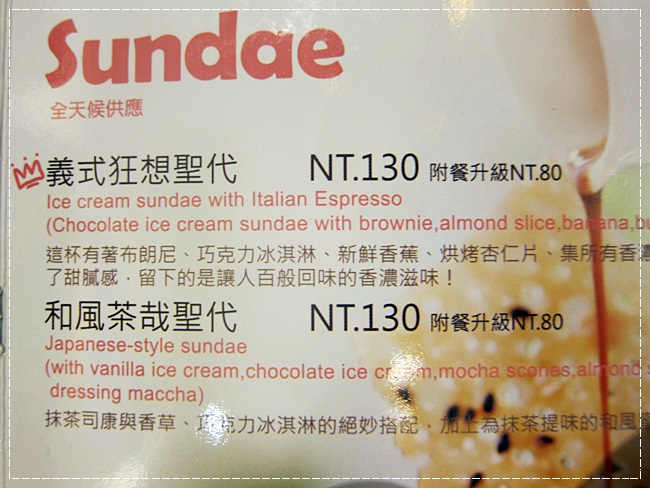 Sundae
全天候供應
義式狂想聖代 NT.130 附餐升級NT.80
Ice cream sundae with Italian Espresso
(Chocolate ice cream sundae with brownie,almond slice,banana,bu
這杯有著布朗尼、巧克力冰淇淋、新鮮香蕉、烘烤杏仁片、集所有香濃
了甜膩感，留下的是讓人百般回味的香濃滋味！
和風茶哉聖代 NT.130 附餐升級NT.80
Japanese-style sundae
(with vanilla ice cream,chocolate ice cream,mocha scones,almond s
dressing maccha)
抹茶司康與香草、巧克力冰淇淋的絕妙搭配，加上為抹茶提味的和風